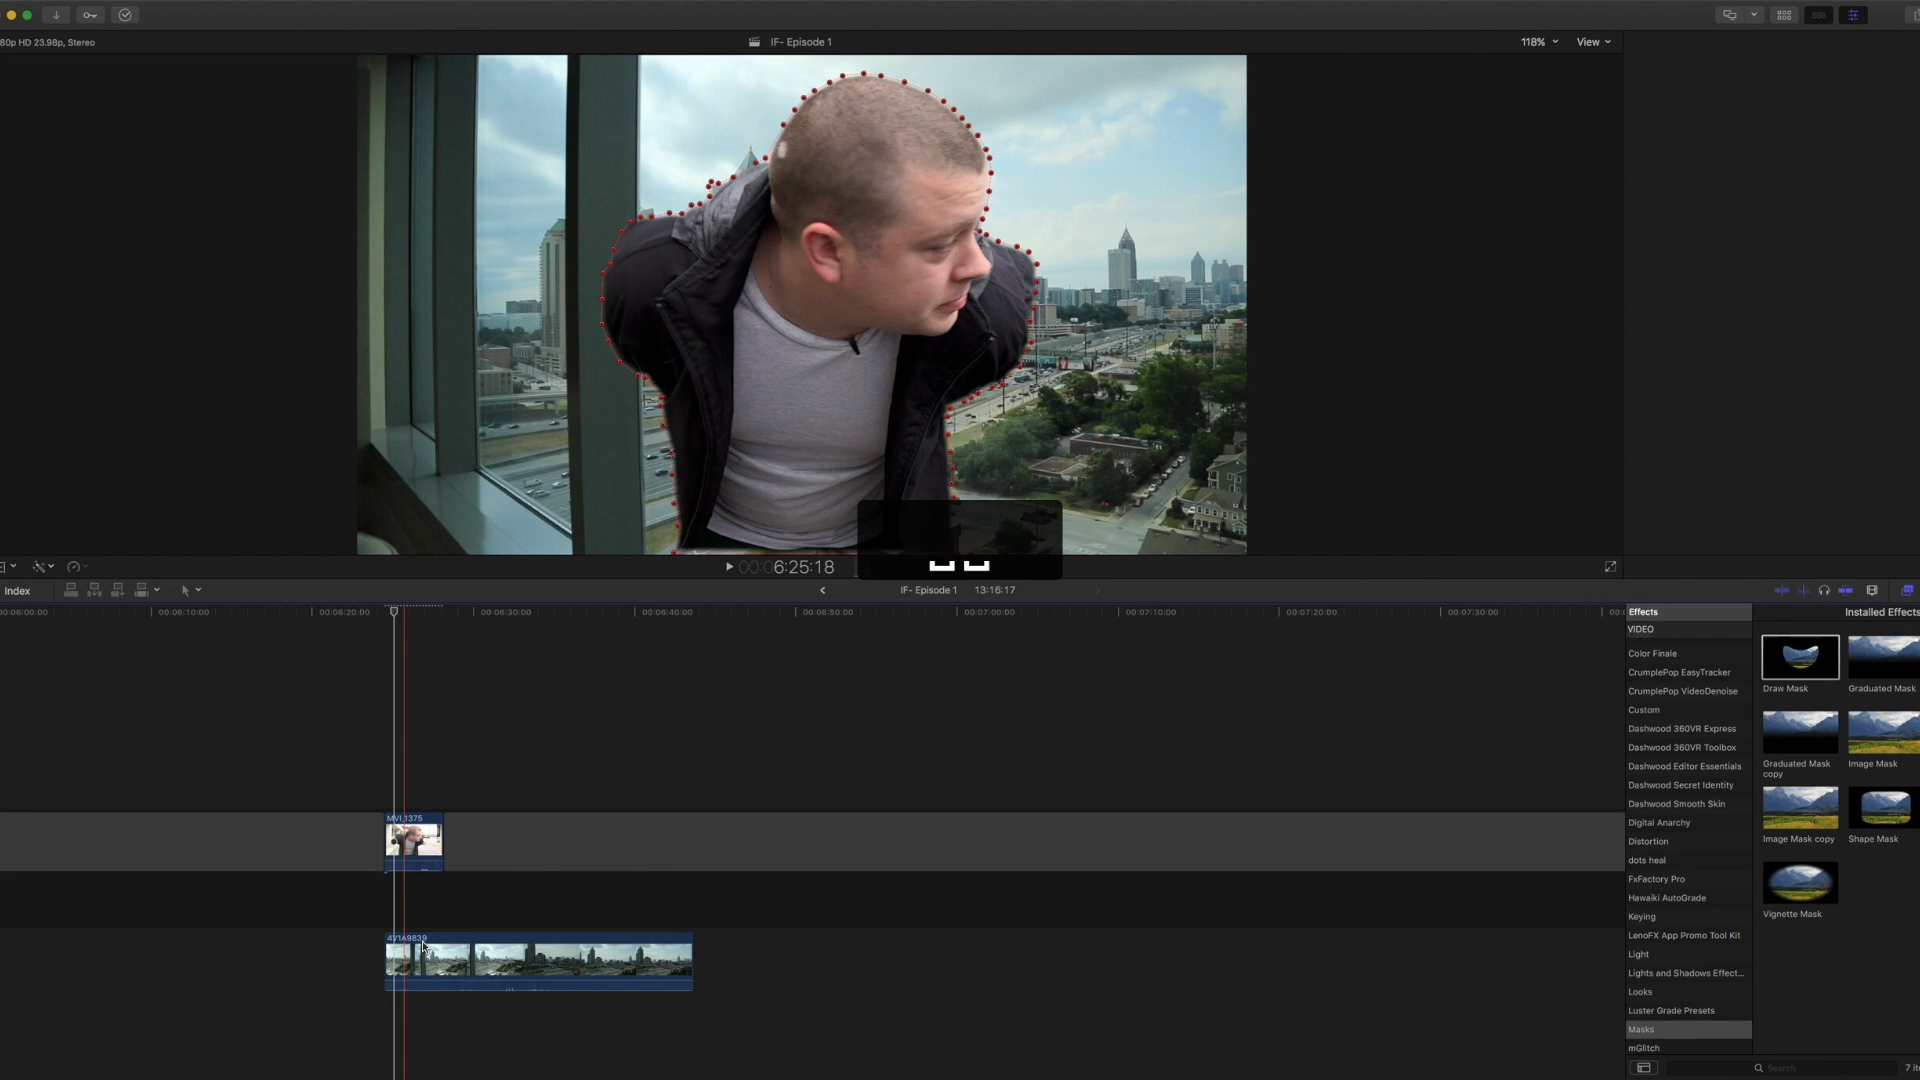 80p HD 23.98p, Stereo
IF- Episode 1
118%
View
00:06:25:18
Index
IF- Episode 1
13:16:17
00:06:00:00
00:06:10:00
00:06:20:00
00:06:30:00
00:06:40:00
00:06:50:00
00:07:00:00
00:07:10:00
00:07:20:00
00:07:30:00
Effects
Installed Effects
VIDEO
Color Finale
CrumplePop EasyTracker
CrumplePop VideoDenoise
Custom
Dashwood 360VR Express
Dashwood 360VR Toolbox
Dashwood Editor Essentials
Dashwood Secret Identity
Dashwood Smooth Skin
Digital Anarchy
Distortion
dots heal
FxFactory Pro
Hawaiki AutoGrade
Keying
LenoFX App Promo Tool Kit
Light
Lights and Shadows Effect...
Looks
Luster Grade Presets
Masks
mGlitch
Draw Mask
Graduated Mask
Graduated Mask
copy
Image Mask
Image Mask copy
Shape Mask
Vignette Mask
MVI_1375
4V1A9839
Search